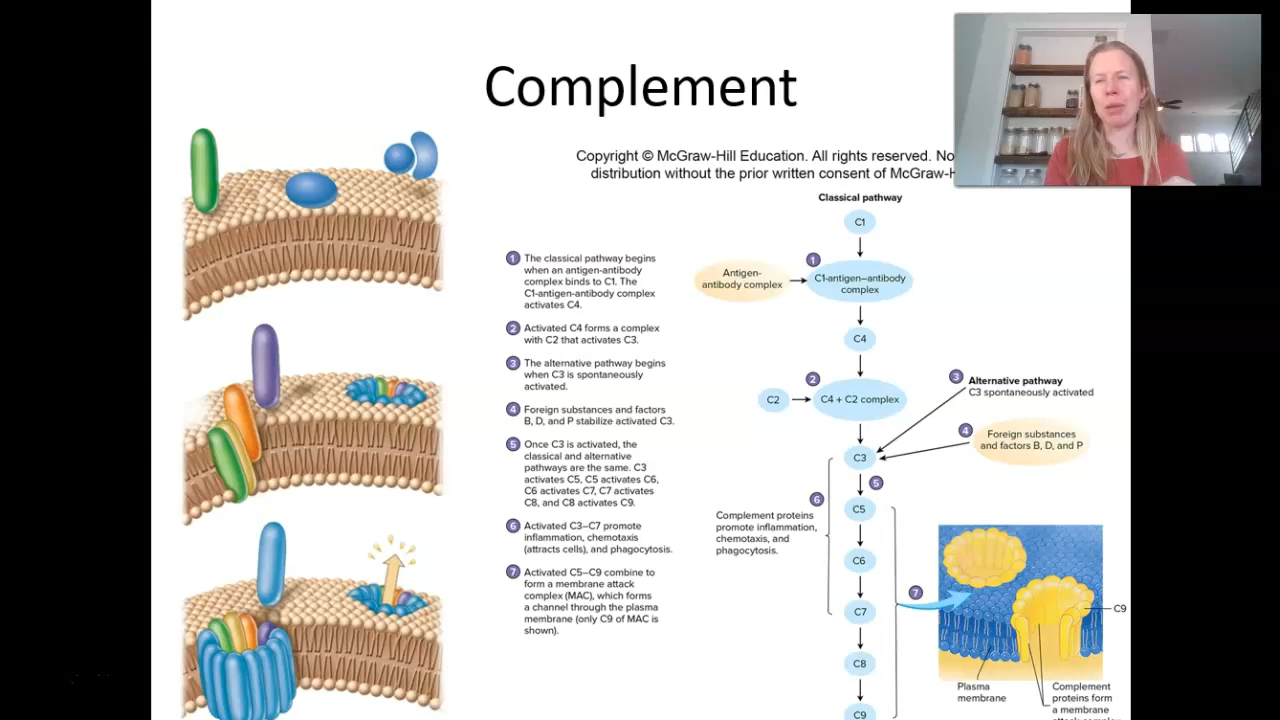 Complement
Copyright © McGraw-Hill Education. All rights reserved. No
distribution without the prior written consent of McGraw-H
1 The classical pathway begins
when an antigen-antibody
complex binds to C1. The
C1-antigen-antibody complex
activates C4.
2 Activated C4 forms a complex
with C2 that activates C3.
3 The alternative pathway begins
when C3 is spontaneously
activated.
4 Foreign substances and factors
B, D, and P stabilize activated C3.
5 Once C3 is activated, the
classical and alternative
pathways are the same. C3
activates C5, C5 activates C6,
C6 activates C7, C7 activates
C8, and C8 activates C9.
6 Activated C3–C7 promote
inflammation, chemotaxis
(attracts cells), and phagocytosis.
7 Activated C5–C9 combine to
form a membrane attack
complex (MAC), which forms
a channel through the plasma
membrane (only C9 of MAC is
shown).
Classical pathway
C1
1
Antigen-
antibody complex
C1-antigen–antibody
complex
C4
2
C2
C4 + C2 complex
3 Alternative pathway
C3 spontaneously activated
4
Foreign substances
and factors B, D, and P
C3
5
6
Complement proteins
promote inflammation,
chemotaxis, and
phagocytosis.
C5
C6
7
C7
C8
C9
C9
Plasma
membrane
Complement
proteins form
a membrane
attack complex